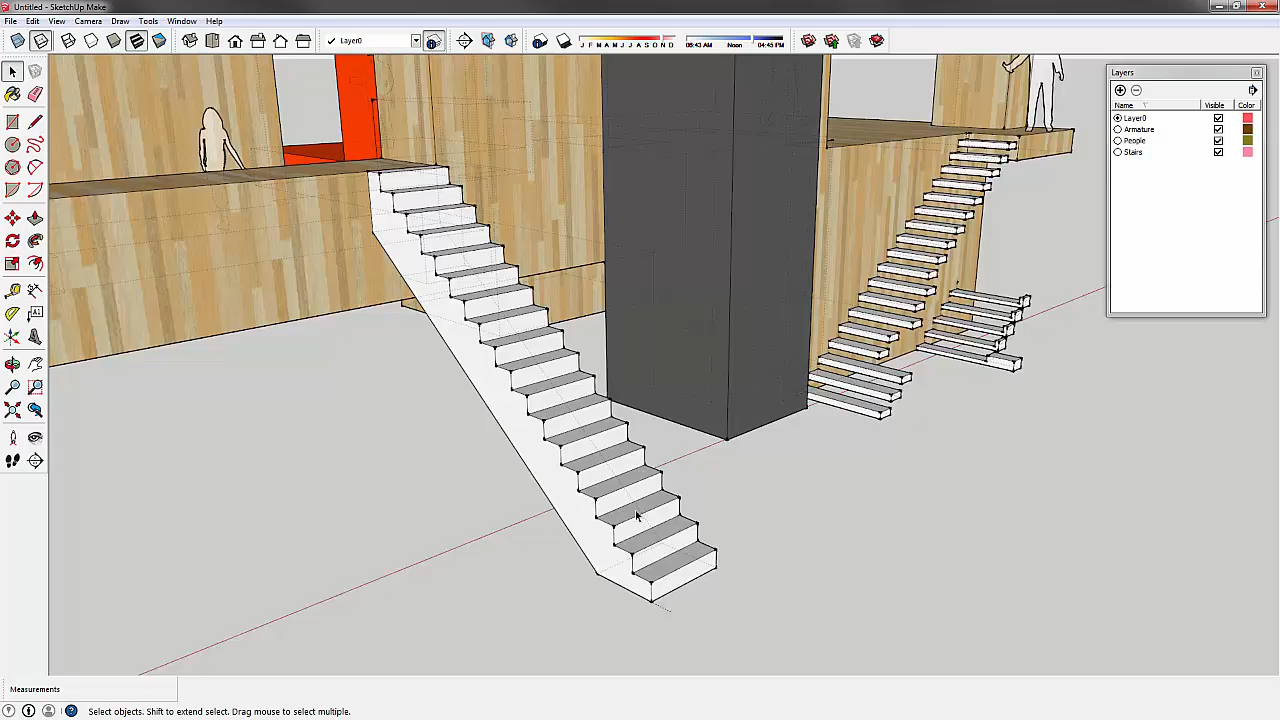 Untitled - SketchUp Make
File Edit View Camera Draw Tools Window Help
Layer0
J F M A M J J A S O N D
06:43 AM Noon 04:45 PM
Layers
Name Visible Color
Layer0
Armature
People
Stairs
Measurements
Select objects. Shift to extend select. Drag mouse to select multiple.